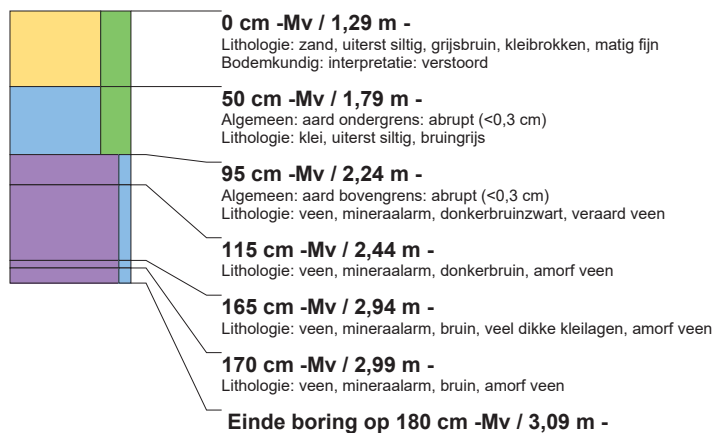 0 cm -Mv / 1,29 m -
Lithologie: zand, uiterst siltig, grijsbruin, kleibrokken, matig fijn
Bodemkundig: interpretatie: verstoord
50 cm -Mv / 1,79 m -
Algemeen: aard ondergrens: abrupt (<0,3 cm)
Lithologie: klei, uiterst siltig, bruingrijs
95 cm -Mv / 2,24 m -
Algemeen: aard bovengrens: abrupt (<0,3 cm)
Lithologie: veen, mineraalarm, donkerbruinzwart, veraard veen
115 cm -Mv / 2,44 m -
Lithologie: veen, mineraalarm, donkerbruin, amorf veen
165 cm -Mv / 2,94 m -
Lithologie: veen, mineraalarm, bruin, veel dikke kleilagen, amorf veen
170 cm -Mv / 2,99 m -
Lithologie: veen, mineraalarm, bruin, amorf veen
Einde boring op 180 cm -Mv / 3,09 m -